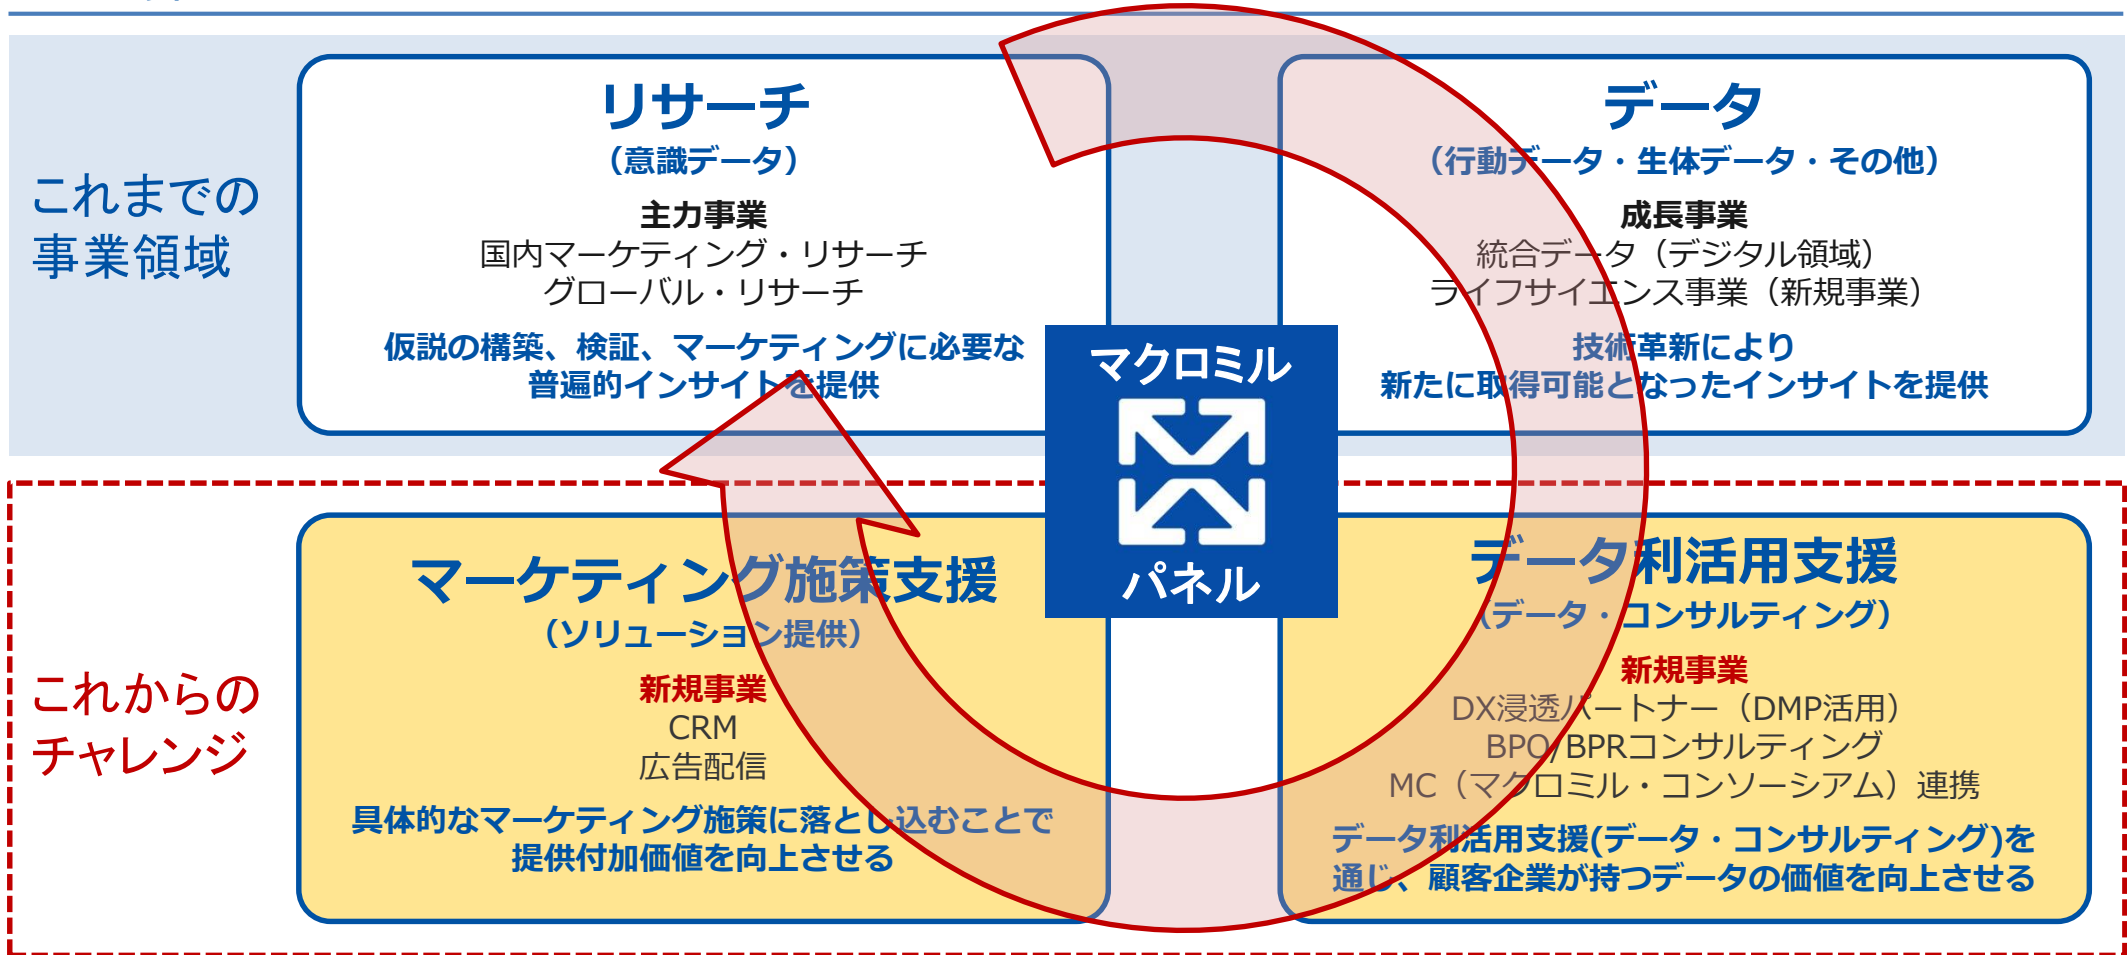 これまでの
事業領域
リサーチ
（意識データ）
主力事業
国内マーケティング・リサーチ
グローバル・リサーチ
仮説の構築、検証、マーケティングに必要な
普遍的インサイトを提供
データ
（行動データ・生体データ・その他）
成長事業
統合データ（デジタル領域）
ライフサイエンス事業（新規事業）
技術革新により
新たに取得可能となったインサイトを提供
マクロミル
パネル
これからの
チャレンジ
マーケティング施策支援
（ソリューション提供）
新規事業
CRM
広告配信
具体的なマーケティング施策に落とし込むことで
提供付加価値を向上させる
データ利活用支援
（データ・コンサルティング）
新規事業
DX浸透パートナー（DMP活用）
BPO/BPRコンサルティング
MC（マクロミル・コンソーシアム）連携
データ利活用支援(データ・コンサルティング)を
通じ、顧客企業が持つデータの価値を向上させる